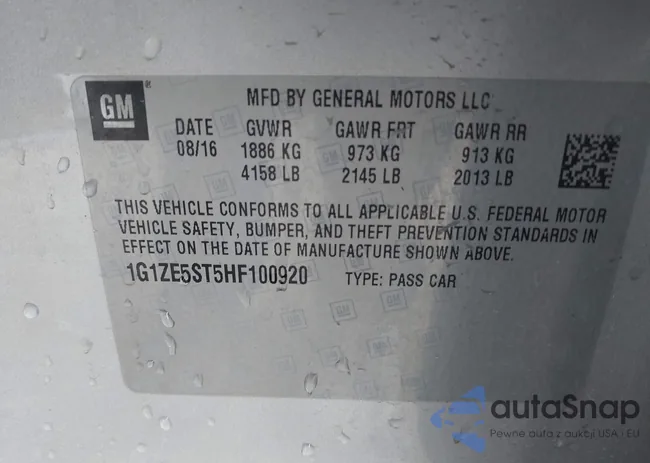 GM
MFD BY GENERAL MOTORS LLC
DATE GVWR GAWR FRT GAWR RR
08/16 1886 KG 973 KG 913 KG
4158 LB 2145 LB 2013 LB
THIS VEHICLE CONFORMS TO ALL APPLICABLE U.S. FEDERAL MOTOR
VEHICLE SAFETY, BUMPER, AND THEFT PREVENTION STANDARDS IN
EFFECT ON THE DATE OF MANUFACTURE SHOWN ABOVE.
1G1ZE5ST5HF100920 TYPE: PASS CAR
autoSnap
Pewne auta z aukcji USA i EU